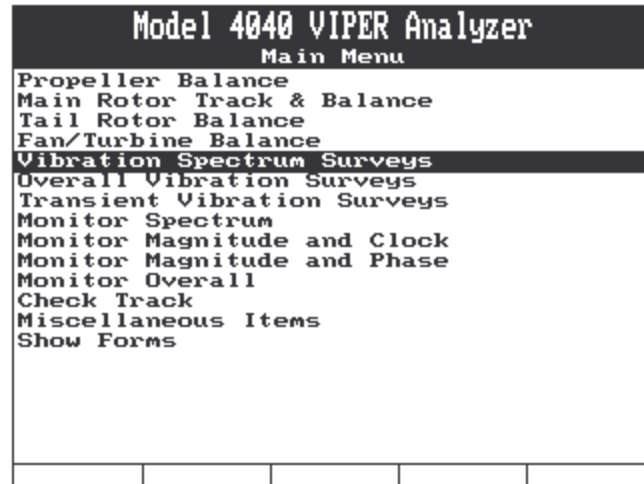 Model 4040 VIPER Analyzer
Main Menu
Propeller Balance
Main Rotor Track & Balance
Tail Rotor Balance
Fan/Turbine Balance
Vibration Spectrum Surveys
Overall Vibration Surveys
Transient Vibration Surveys
Monitor Spectrum
Monitor Magnitude and Clock
Monitor Magnitude and Phase
Monitor Overall
Check Track
Miscellaneous Items
Show Forms